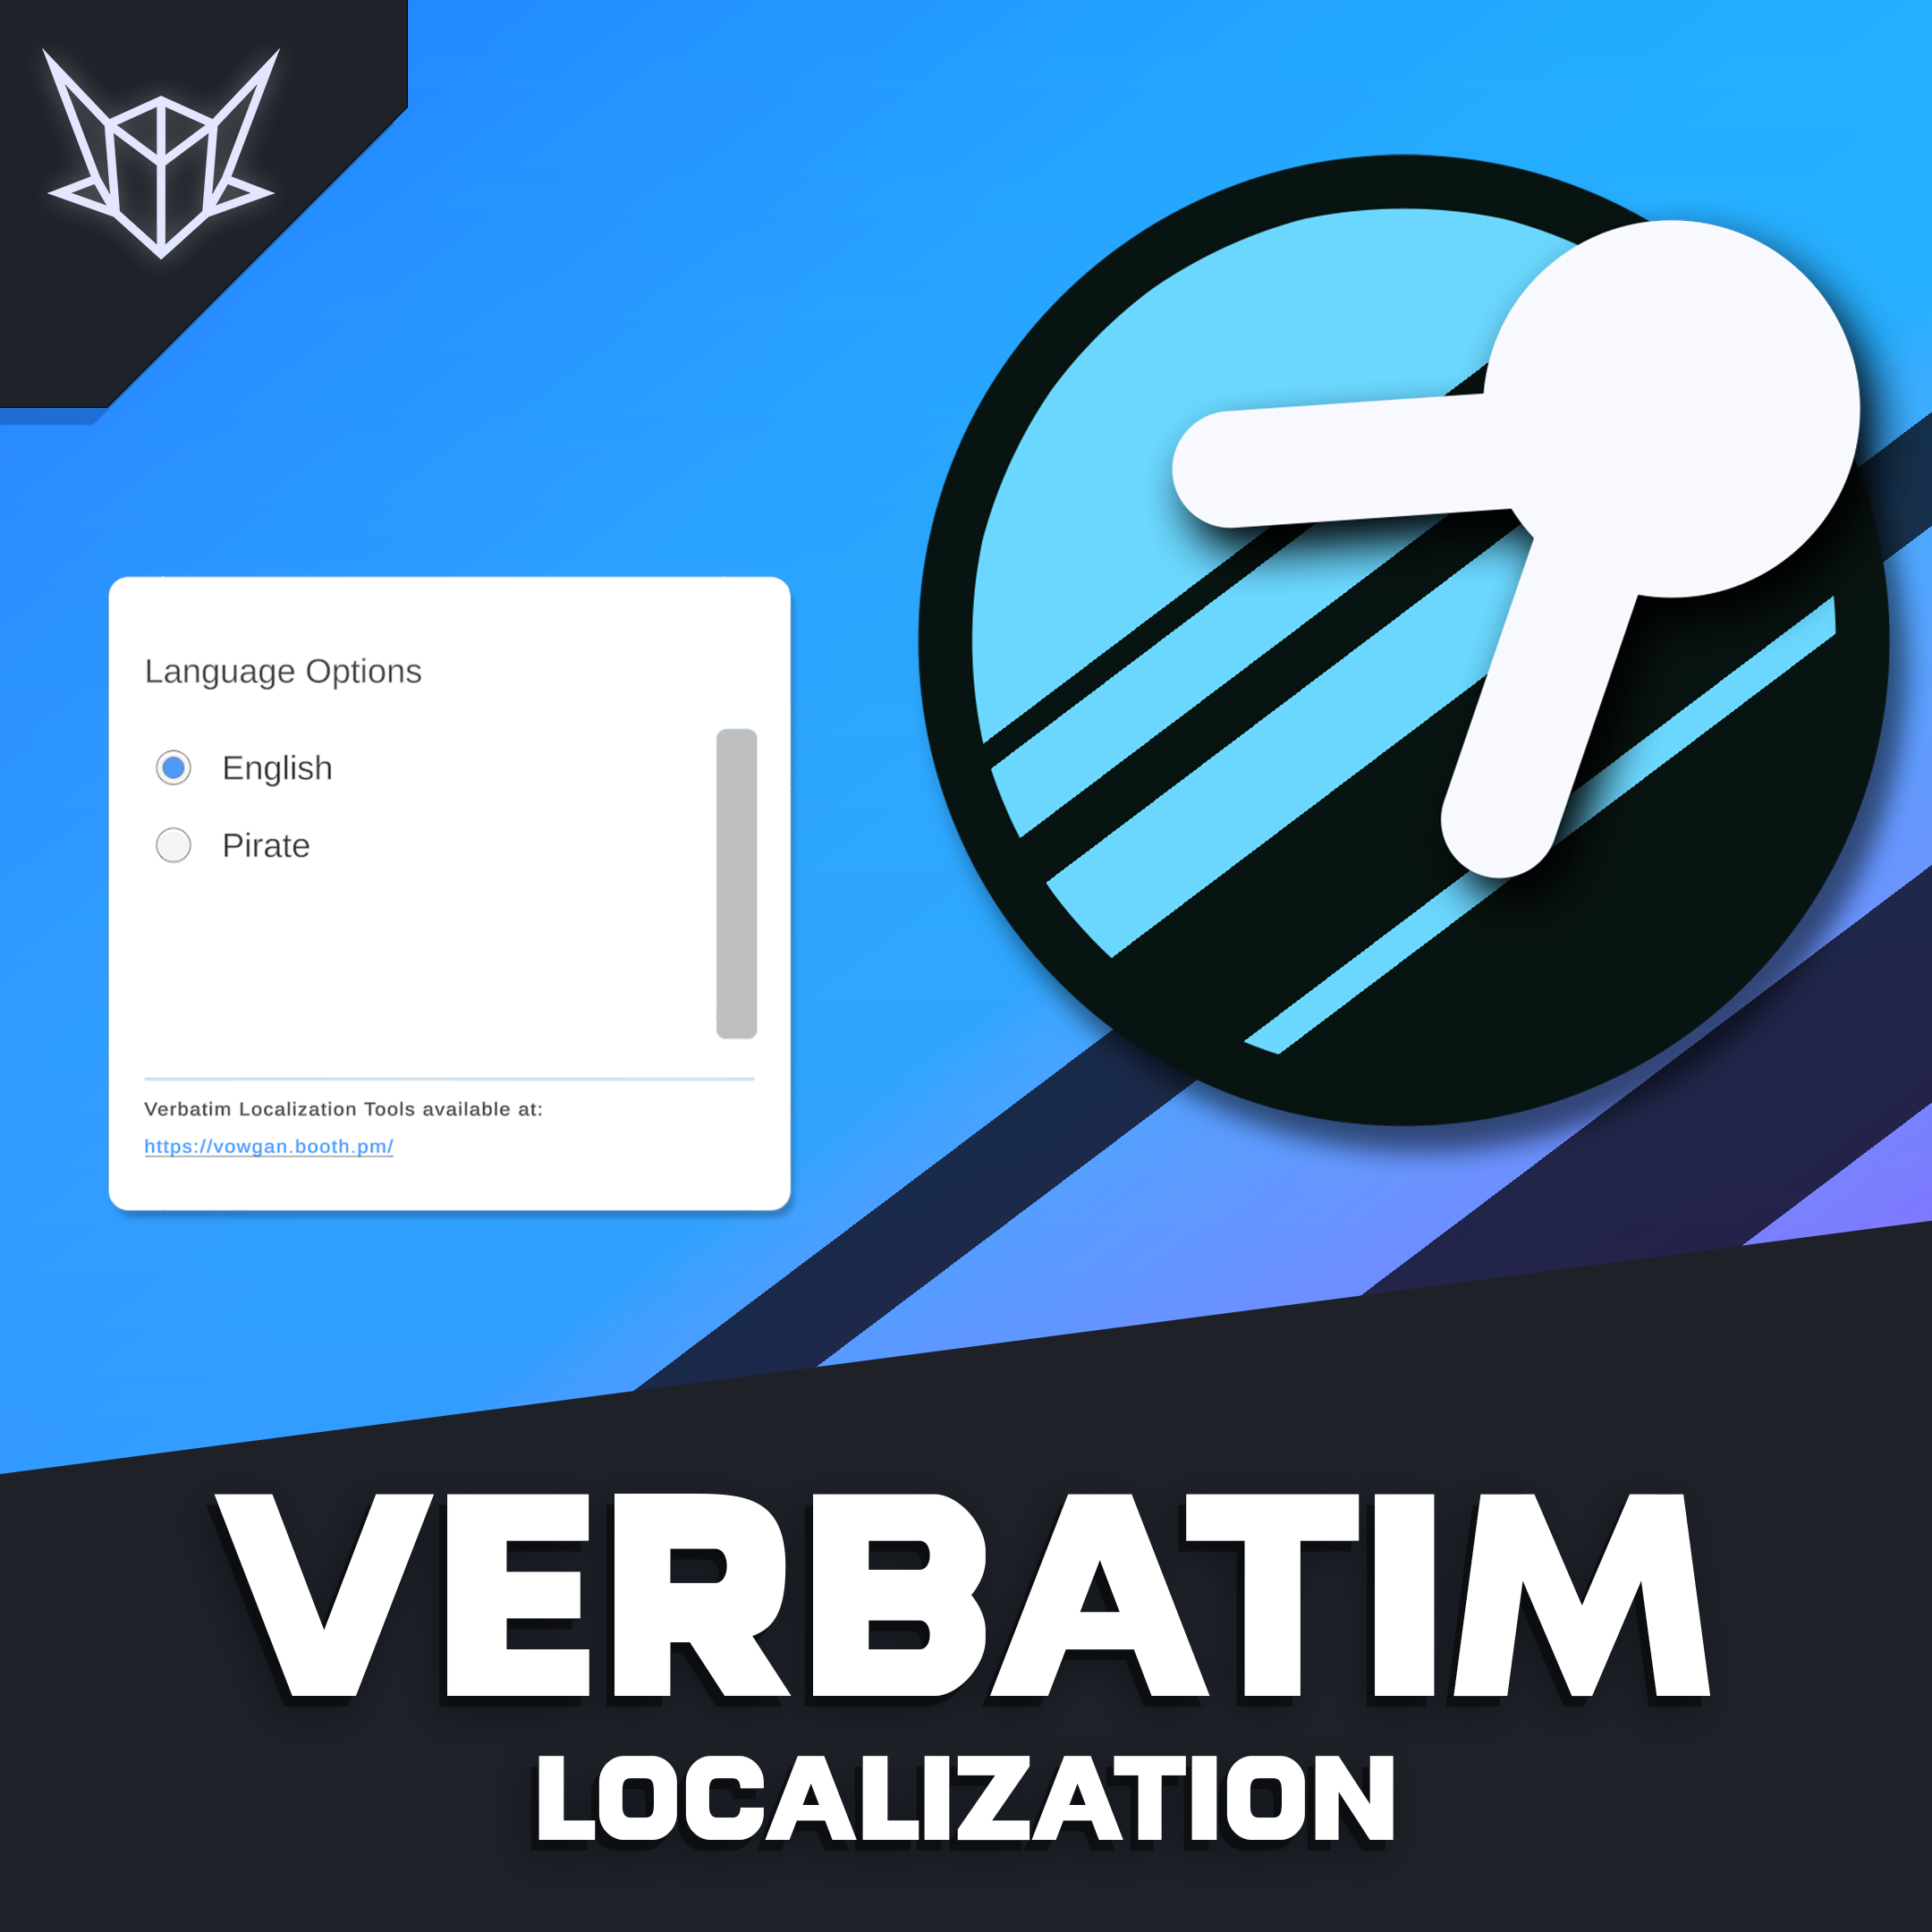 Language Options
English
Pirate
Verbatim Localization Tools available at:
https://vowgan.booth.pm/
VERBATIM
LOCALIZATION